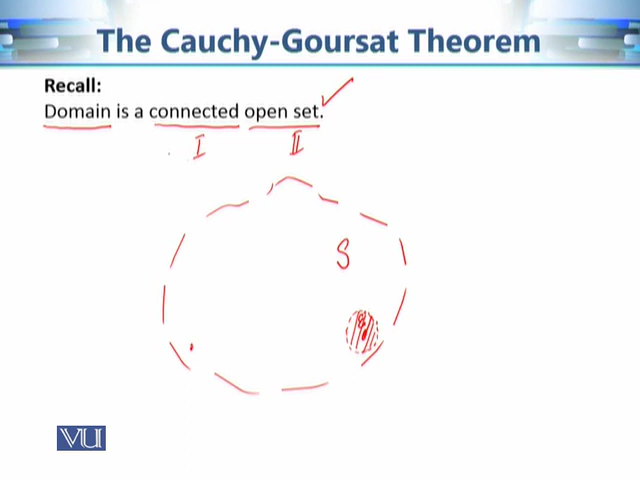 The Cauchy-Goursat Theorem
Recall:
Domain is a connected open set.
I II
S
VU